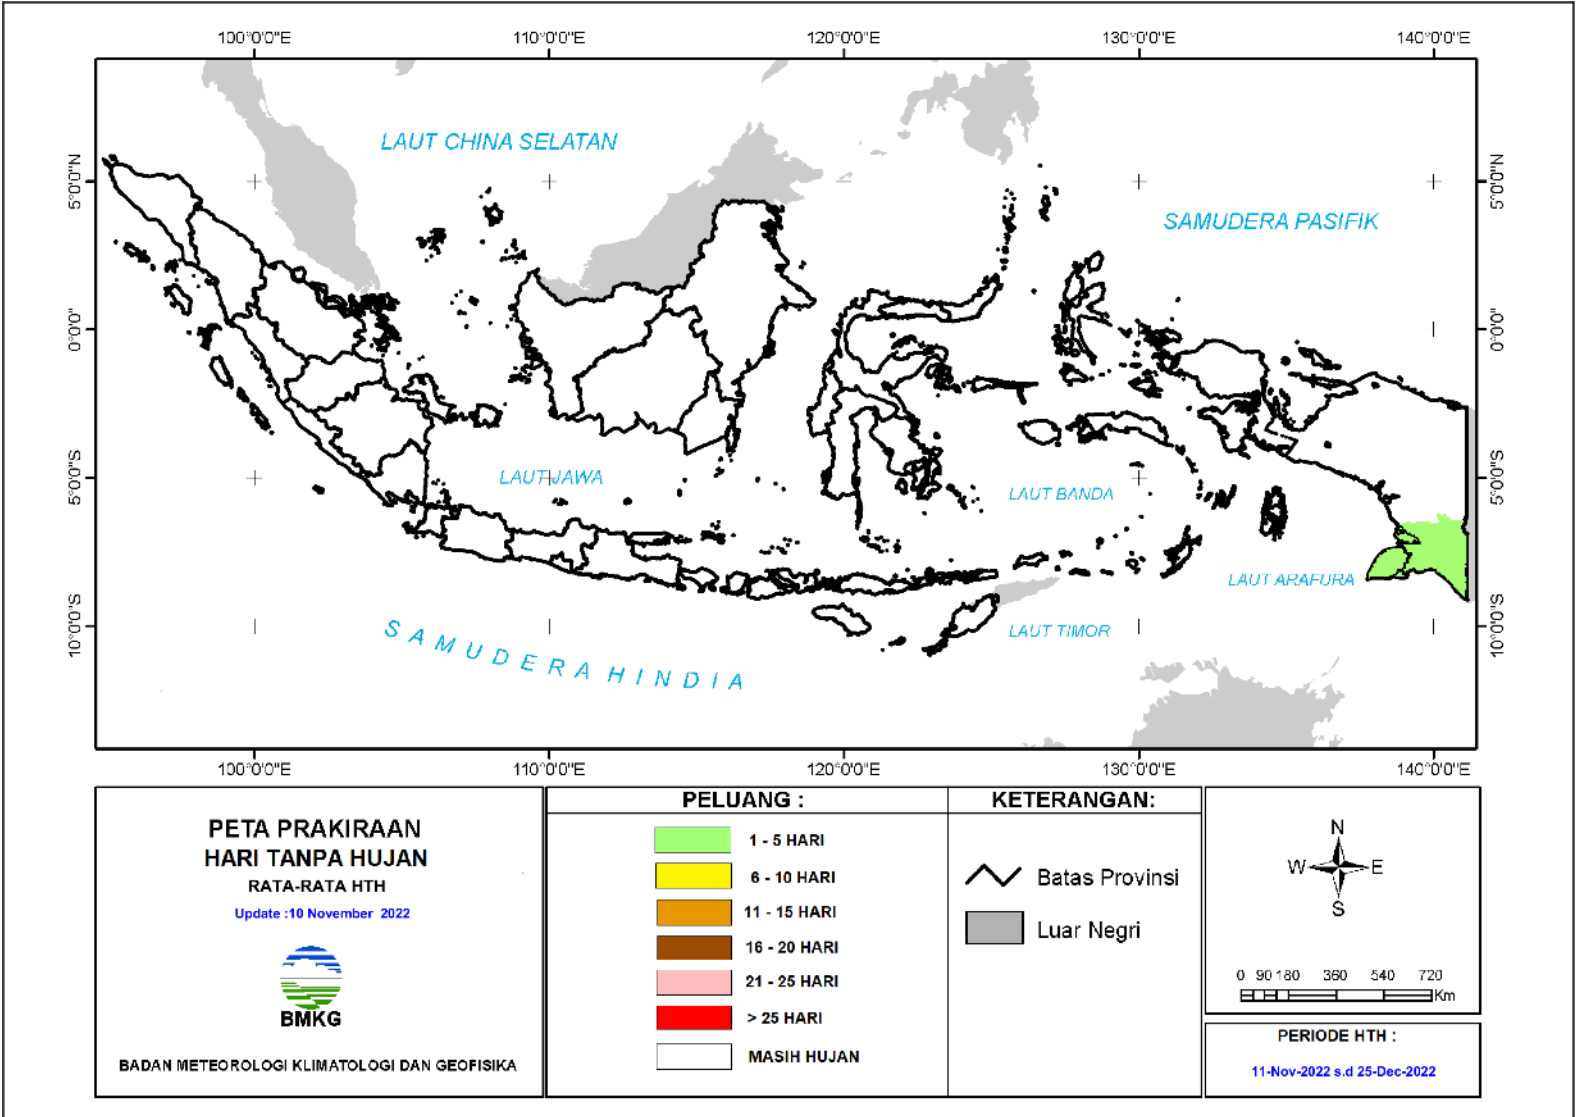 100°0'0"E 110°0'0"E 120°0'0"E 130°0'0"E 140°0'0"E
LAUT CHINA SELATAN
5°0'0"N 5°0'0"N
SAMUDERA PASIFIK
0°0'0" 0°0'0"
LAUT JAWA
5°0'0"S 5°0'0"S
LAUT BANDA
LAUT ARAFURA
10°0'0"S 10°0'0"S
LAUT TIMOR
SAMUDERA HINDIA
100°0'0"E 110°0'0"E 120°0'0"E 130°0'0"E 140°0'0"E
PETA PRAKIRAAN
HARI TANPA HUJAN
RATA-RATA HTH
Update :10 November 2022
BMKG
BADAN METEOROLOGI KLIMATOLOGI DAN GEOFISIKA
PELUANG :
1 - 5 HARI
6 - 10 HARI
11 - 15 HARI
16 - 20 HARI
21 - 25 HARI
> 25 HARI
MASIH HUJAN
KETERANGAN:
Batas Provinsi
Luar Negri
N
W E
S
0 90 180 360 540 720
Km
PERIODE HTH :
11-Nov-2022 s.d 25-Dec-2022